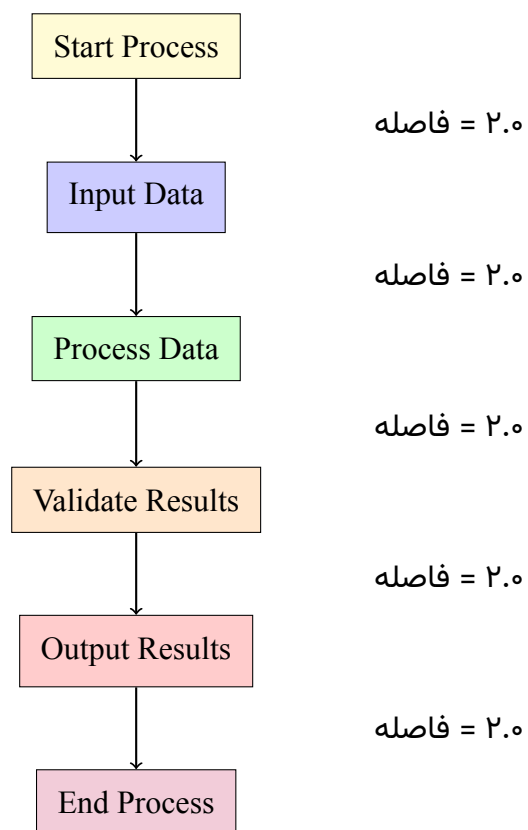 Start Process
فاصله = ۲.۰
Input Data
فاصله = ۲.۰
Process Data
فاصله = ۲.۰
Validate Results
فاصله = ۲.۰
Output Results
فاصله = ۲.۰
End Process